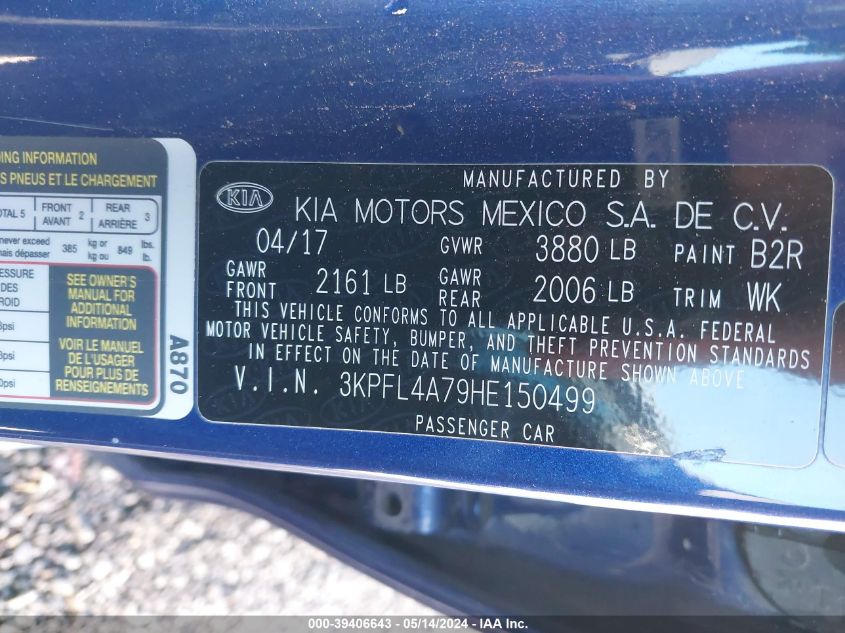 ING INFORMATION
S PNEUS ET LE CHARGEMENT
TOTAL 5 FRONT AVANT 2 REAR ARRIÈRE 3
never exceed 385 kg or 849 lbs.
mais dépasser kg ou lb.
SEE OWNER'S
MANUAL FOR
ADDITIONAL
INFORMATION
VOIR LE MANUEL
DE L'USAGER
POUR PLUS DE
RENSEIGNEMENTS
A870
KIA
MANUFACTURED BY
KIA MOTORS MEXICO S.A. DE C.V.
04/17 GVWR 3880 LB PAINT B2R
GAWR FRONT 2161 LB GAWR REAR 2006 LB TRIM WK
THIS VEHICLE CONFORMS TO ALL APPLICABLE U.S.A. FEDERAL
MOTOR VEHICLE SAFETY, BUMPER, AND THEFT PREVENTION STANDARDS
IN EFFECT ON THE DATE OF MANUFACTURE SHOWN ABOVE
V.I.N. 3KPFL4A79HE150499
PASSENGER CAR
000-39406643 - 05/14/2024 - IAA Inc.